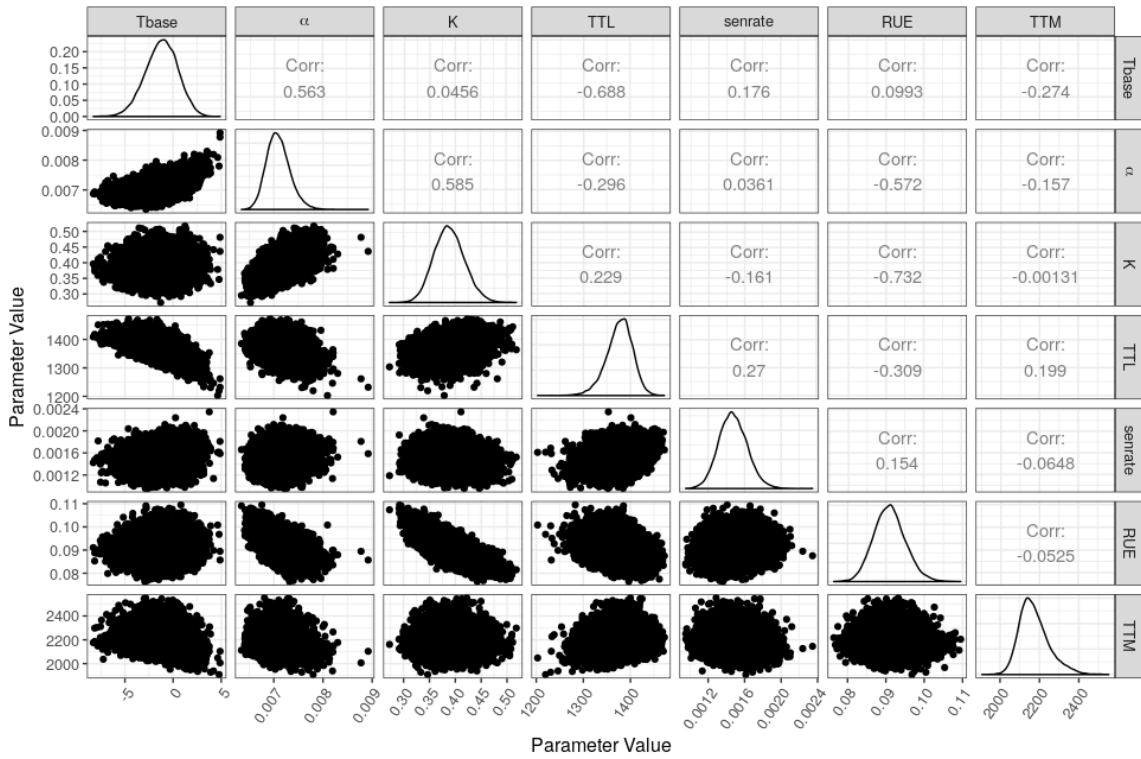 Tbase α K TTL senrate RUE TTM
0.20
0.15
0.10
0.05
0.00
Corr: Corr: Corr: Corr: Corr: Corr:
0.563 0.0456 -0.688 0.176 0.0993 -0.274
Tbase
0.009
0.008
0.007
Corr: Corr: Corr: Corr: Corr:
0.585 -0.296 0.0361 -0.572 -0.157
α
0.50
0.45
0.40
0.35
0.30
Corr: Corr: Corr: Corr:
0.229 -0.161 -0.732 -0.00131
K
1400
1300
1200
Corr: Corr: Corr:
0.27 -0.309 0.199
TTL
0.0024
0.0020
0.0016
0.0012
Corr: Corr:
0.154 -0.0648
senrate
0.11
0.10
0.09
0.08
Corr:
-0.0525
RUE
2400
2200
2000
TTM
Parameter Value
-5 0 5 0.007 0.008 0.009 0.30 0.35 0.40 0.45 0.50 1200 1300 1400 0.0012 0.0016 0.0020 0.0024 0.08 0.09 0.10 0.11 2000 2200 2400
Parameter Value